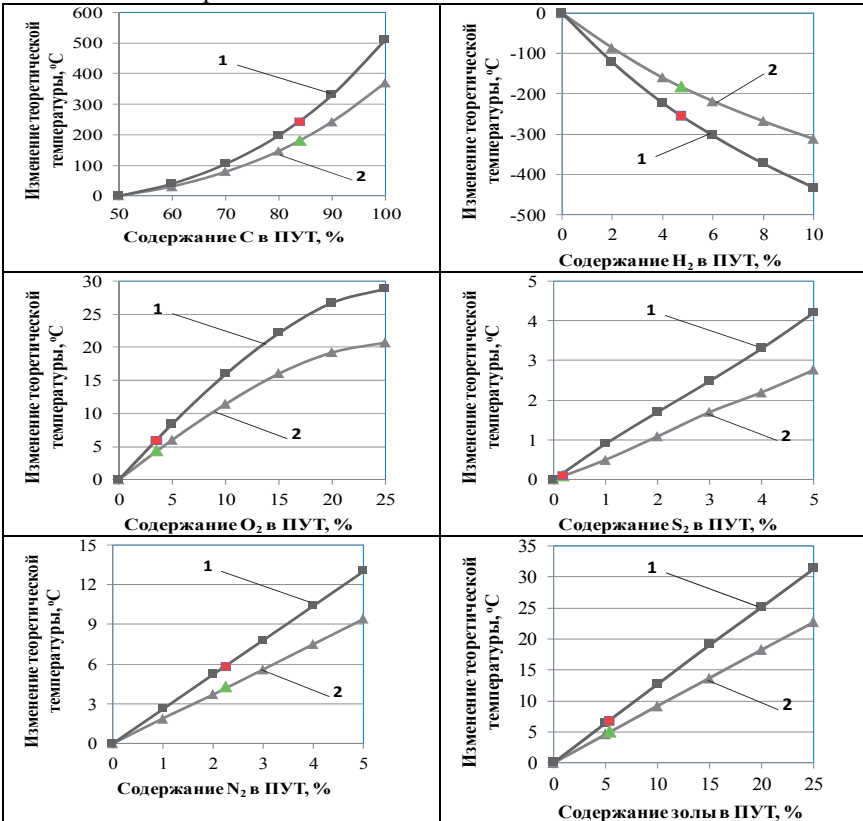 Изменение теоретической
температуры, °С
600
500
400
300
200
100
0
1
2
50 60 70 80 90 100
Содержание С в ПУТ, %
Изменение теоретической
температуры, °С
0
-100
-200
-300
-400
-500
2
1
0 2 4 6 8 10
Содержание H₂ в ПУТ, %
Изменение теоретической
температуры, °С
30
25
20
15
10
5
0
1
2
0 5 10 15 20 25
Содержание O₂ в ПУТ, %
Изменение теоретической
температуры, °С
5
4
3
2
1
0
1
2
0 1 2 3 4 5
Содержание S₂ в ПУТ, %
Изменение теоретической
температуры, °С
15
12
9
6
3
0
1
2
0 1 2 3 4 5
Содержание N₂ в ПУТ, %
Изменение теоретической
температуры, °С
35
30
25
20
15
10
5
0
1
2
0 5 10 15 20 25
Содержание золы в ПУТ, %